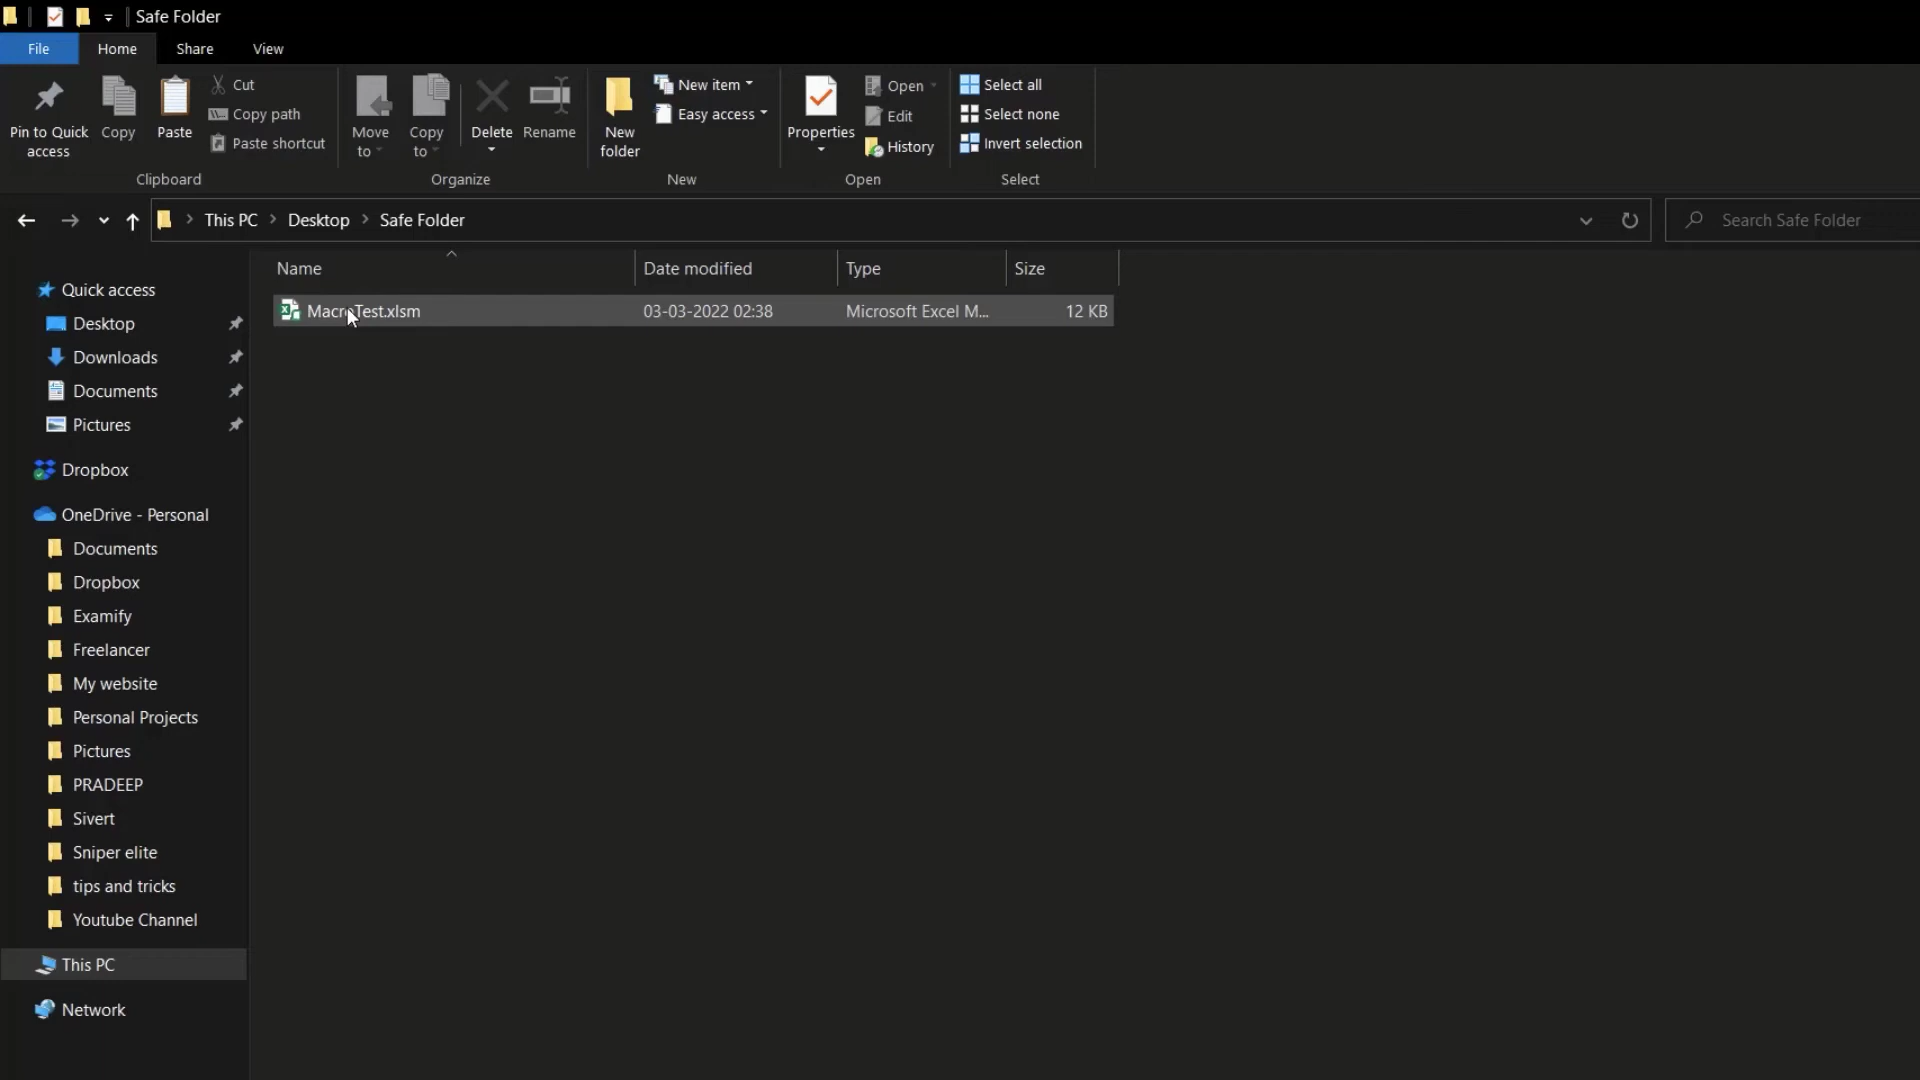 Safe Folder
File Home Share View
Pin to Quick access
Copy
Paste
Cut
Copy path
Paste shortcut
Clipboard
Move to
Copy to
Delete
Rename
Organize
New folder
New item
Easy access
New
Properties
Open
Edit
History
Open
Select all
Select none
Invert selection
Select
This PC Desktop Safe Folder
Search Safe Folder
Name Date modified Type Size
MacroTest.xlsm 03-03-2022 02:38 Microsoft Excel M... 12 KB
Quick access
Desktop
Downloads
Documents
Pictures
Dropbox
OneDrive - Personal
Documents
Dropbox
Examify
Freelancer
My website
Personal Projects
Pictures
PRADEEP
Sivert
Sniper elite
tips and tricks
Youtube Channel
This PC
Network